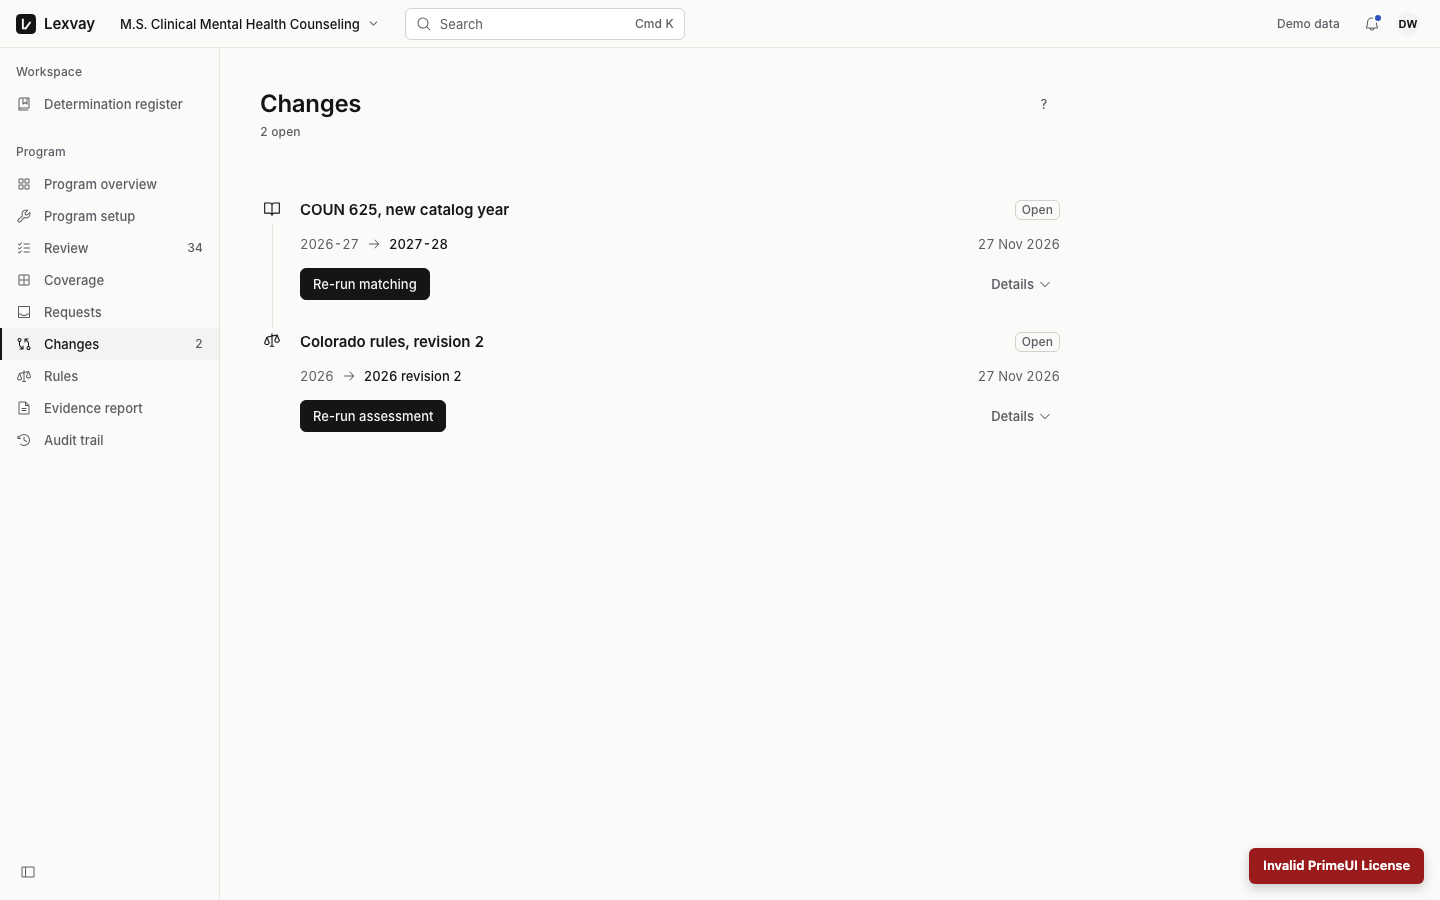 Lexvay
M.S. Clinical Mental Health Counseling
Search
Cmd K
Demo data
DW
Workspace
Determination register
Program
Program overview
Program setup
Review 34
Coverage
Requests
Changes 2
Rules
Evidence report
Audit trail
Changes
?
2 open
COUN 625, new catalog year
Open
2026-27 → 2027-28
27 Nov 2026
Re-run matching
Details
Colorado rules, revision 2
Open
2026 → 2026 revision 2
27 Nov 2026
Re-run assessment
Details
Invalid PrimeUI License